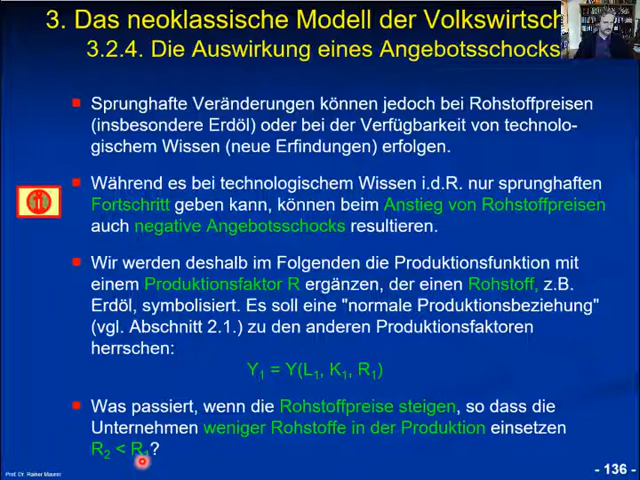 3. Das neoklassische Modell der Volkswirtsch
3.2.4. Die Auswirkung eines Angebotsschocks
Sprunghafte Veränderungen können jedoch bei Rohstoffpreisen
(insbesondere Erdöl) oder bei der Verfügbarkeit von technolo-
gischem Wissen (neue Erfindungen) erfolgen.
Während es bei technologischem Wissen i.d.R. nur sprunghaften
Fortschritt geben kann, können beim Anstieg von Rohstoffpreisen
auch negative Angebotsschocks resultieren.
Wir werden deshalb im Folgenden die Produktionsfunktion mit
einem Produktionsfaktor R ergänzen, der einen Rohstoff, z.B.
Erdöl, symbolisiert. Es soll eine "normale Produktionsbeziehung"
(vgl. Abschnitt 2.1.) zu den anderen Produktionsfaktoren
herrschen:
Y₁ = Y(L₁, K₁, R₁)
Was passiert, wenn die Rohstoffpreise steigen, so dass die
Unternehmen weniger Rohstoffe in der Produktion einsetzen
R₂ < R₁?
Prof. Dr. Rainer Maurer
- 136 -